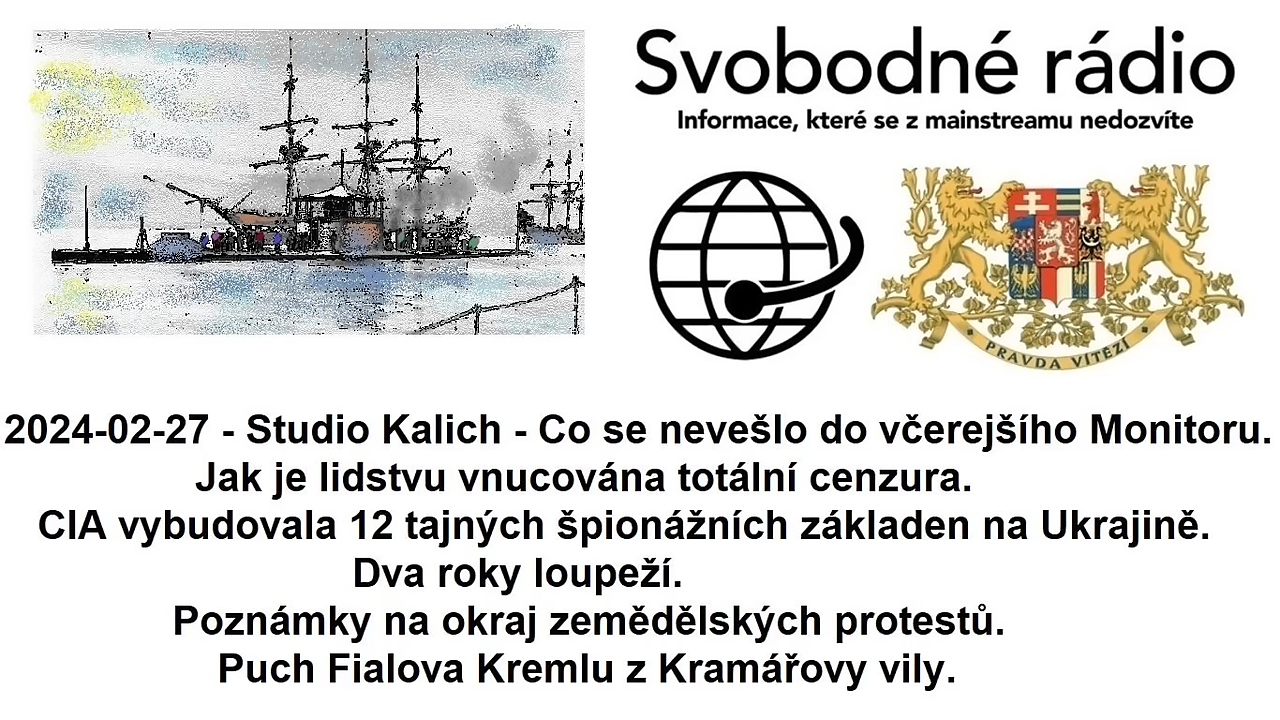 Svobodné rádio
Informace, které se z mainstreamu nedozvíte
PRAVDA VÍTĚZÍ
2024-02-27 - Studio Kalich - Co se nevešlo do včerejšího Monitoru.
Jak je lidstvu vnucována totální cenzura.
CIA vybudovala 12 tajných špionážních základen na Ukrajině.
Dva roky loupeží.
Poznámky na okraj zemědělských protestů.
Puch Fialova Kremlu z Kramářovy vily.